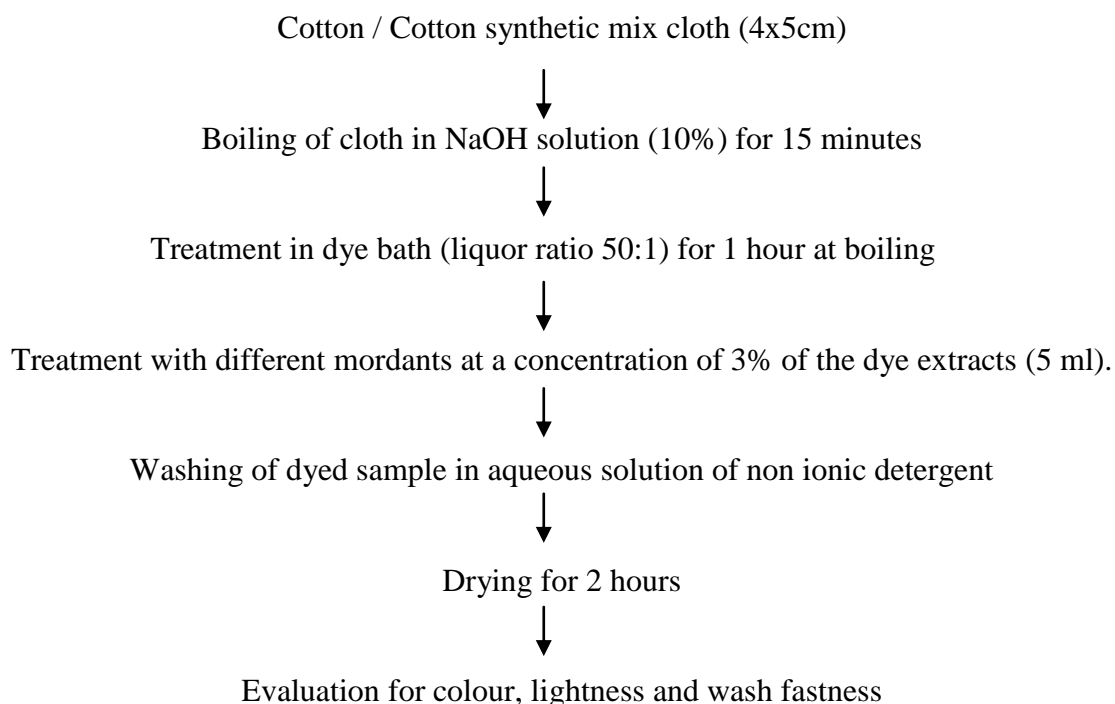 Cotton / Cotton synthetic mix cloth (4x5cm)
Boiling of cloth in NaOH solution (10%) for 15 minutes
Treatment in dye bath (liquor ratio 50:1) for 1 hour at boiling
Treatment with different mordants at a concentration of 3% of the dye extracts (5 ml).
Washing of dyed sample in aqueous solution of non ionic detergent
Drying for 2 hours
Evaluation for colour, lightness and wash fastness